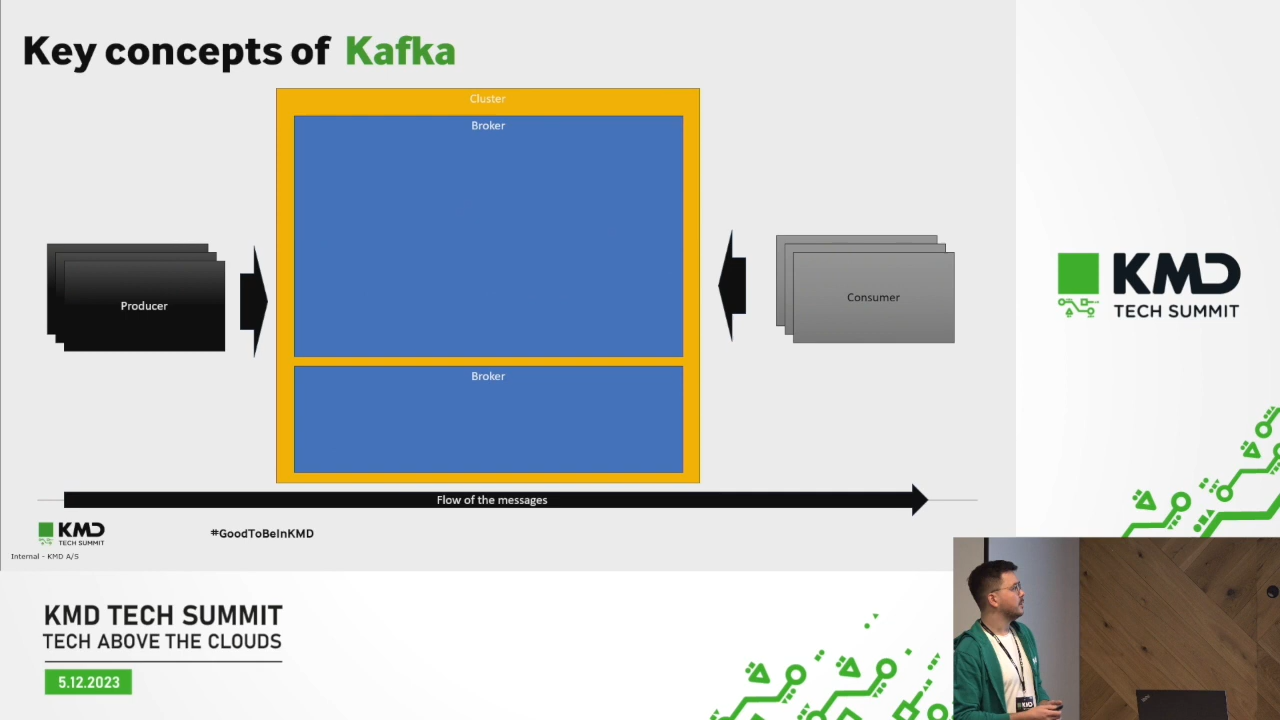 Key concepts of Kafka
Cluster
Broker
Producer
Consumer
Broker
Flow of the messages
KMD
TECH SUMMIT
#GoodToBeInKMD
Internal - KMD A/S
KMD
TECH SUMMIT
KMD TECH SUMMIT
TECH ABOVE THE CLOUDS
5.12.2023
KMD